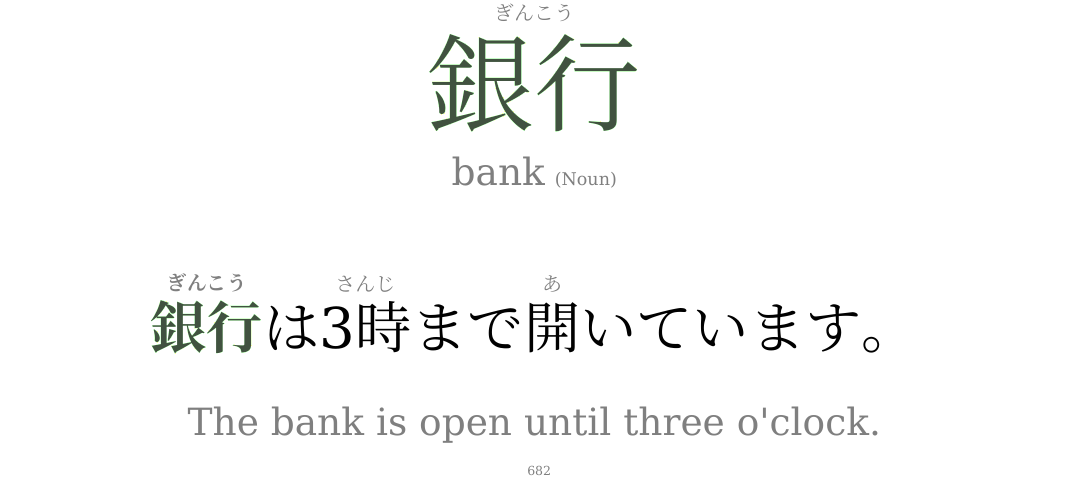 ぎんこう
銀行
bank (Noun)
ぎんこう さんじ あ
銀行は3時まで開いています。
The bank is open until three o'clock.
682